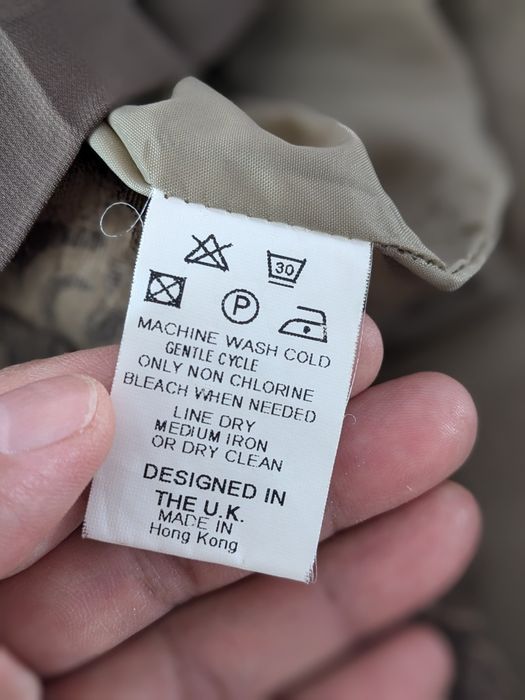 30
P
MACHINE WASH COLD
GENTLE CYCLE
ONLY NON CHLORINE
BLEACH WHEN NEEDED
LINE DRY
MEDIUM IRON
OR DRY CLEAN
DESIGNED IN
THE U.K.
MADE IN
Hong Kong